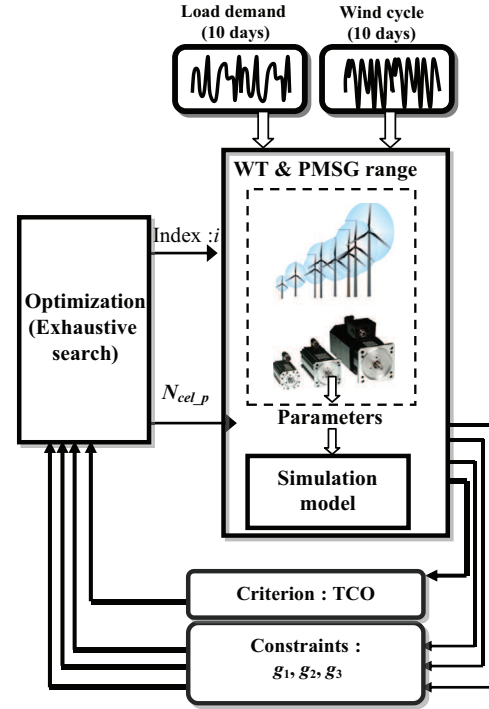 Load demand
(10 days)
Wind cycle
(10 days)
WT & PMSG range
Index :i
Optimization
(Exhaustive
search)
N_cel_p
Parameters
Simulation
model
Criterion : TCO
Constraints :
g₁, g₂, g₃